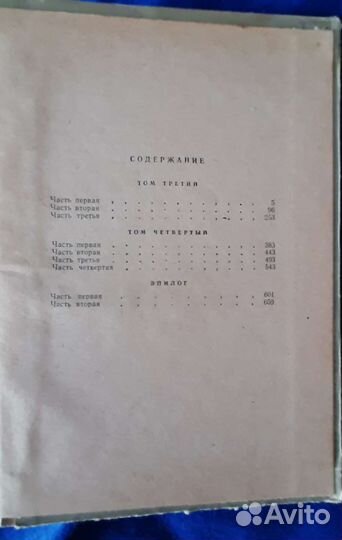 СОДЕРЖАНИЕ
ТОМ ТРЕТИЙ
Часть первая . . . . . . . . . . 5
Часть вторая . . . . . . . . . . 96
Часть третья . . . . . . . . . . 253
ТОМ ЧЕТВЕРТЫЙ
Часть первая . . . . . . . . . . 383
Часть вторая . . . . . . . . . . 443
Часть третья . . . . . . . . . . 493
Часть четвертая . . . . . . . . . 543
ЭПИЛОГ
Часть первая . . . . . . . . . . 601
Часть вторая . . . . . . . . . . 659
Avito